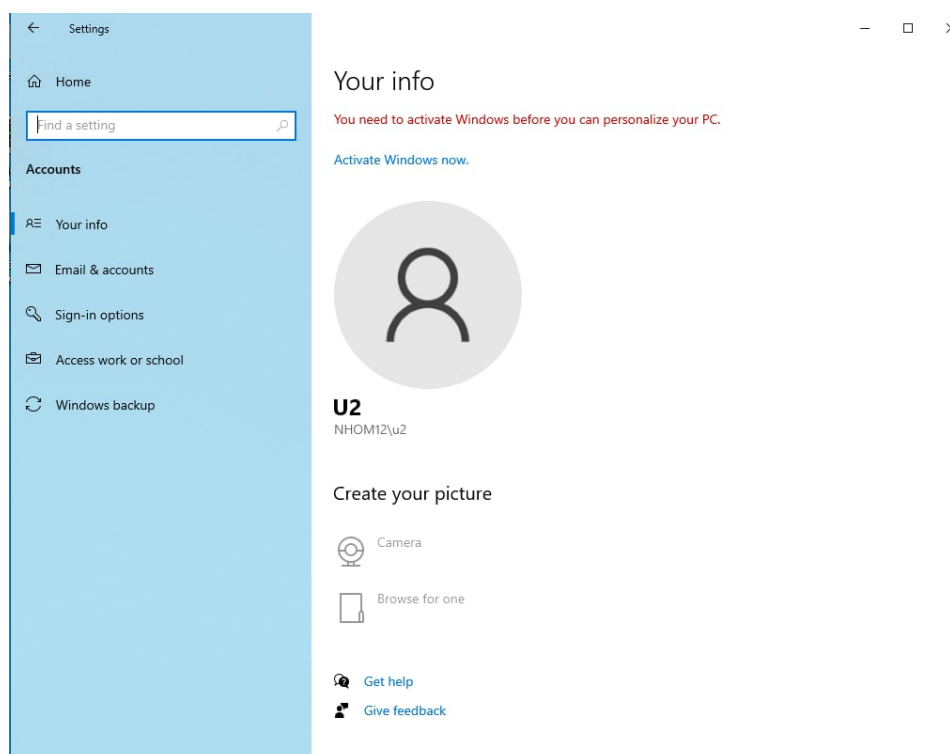 Settings
Home
Find a setting
Accounts
Your info
Email & accounts
Sign-in options
Access work or school
Windows backup
Your info
You need to activate Windows before you can personalize your PC.
Activate Windows now.
U2
NHOM12\u2
Create your picture
Camera
Browse for one
Get help
Give feedback